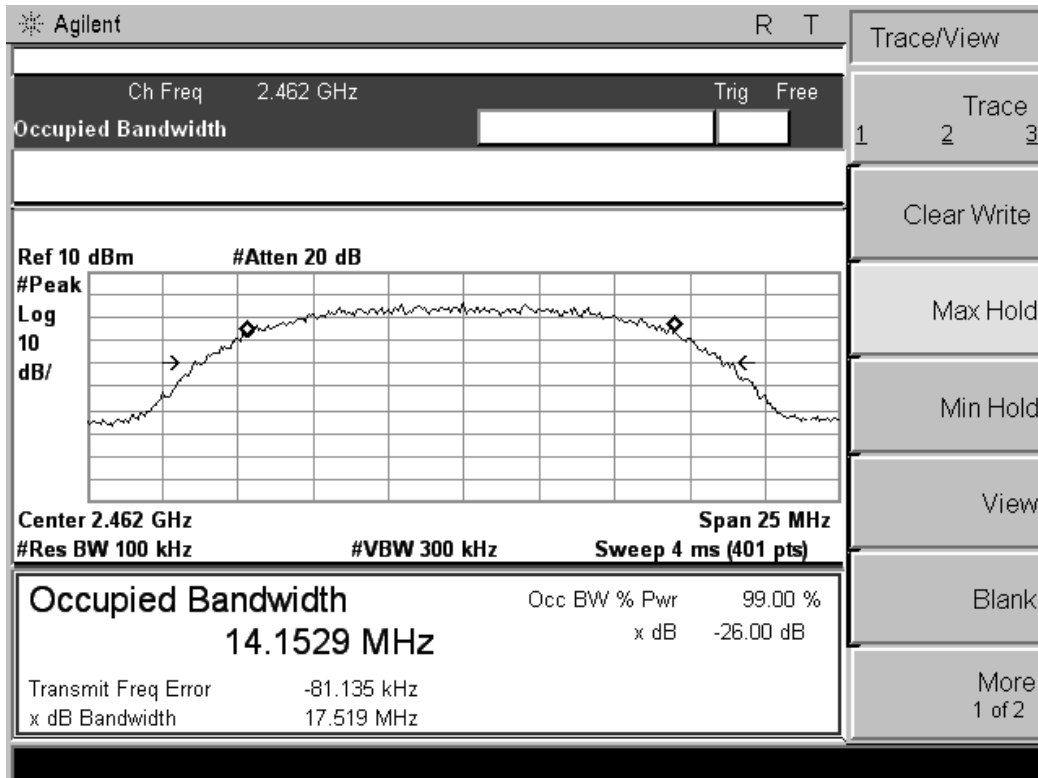 Agilent R T
Trace/View
Ch Freq 2.462 GHz Trig Free
Occupied Bandwidth
Trace
1 2 3
Clear Write
Ref 10 dBm #Atten 20 dB
#Peak
Log
10
dB/
Max Hold
Min Hold
View
Center 2.462 GHz Span 25 MHz
#Res BW 100 kHz #VBW 300 kHz Sweep 4 ms (401 pts)
Occupied Bandwidth Occ BW % Pwr 99.00 %
14.1529 MHz x dB -26.00 dB
Blank
Transmit Freq Error -81.135 kHz
x dB Bandwidth 17.519 MHz
More
1 of 2